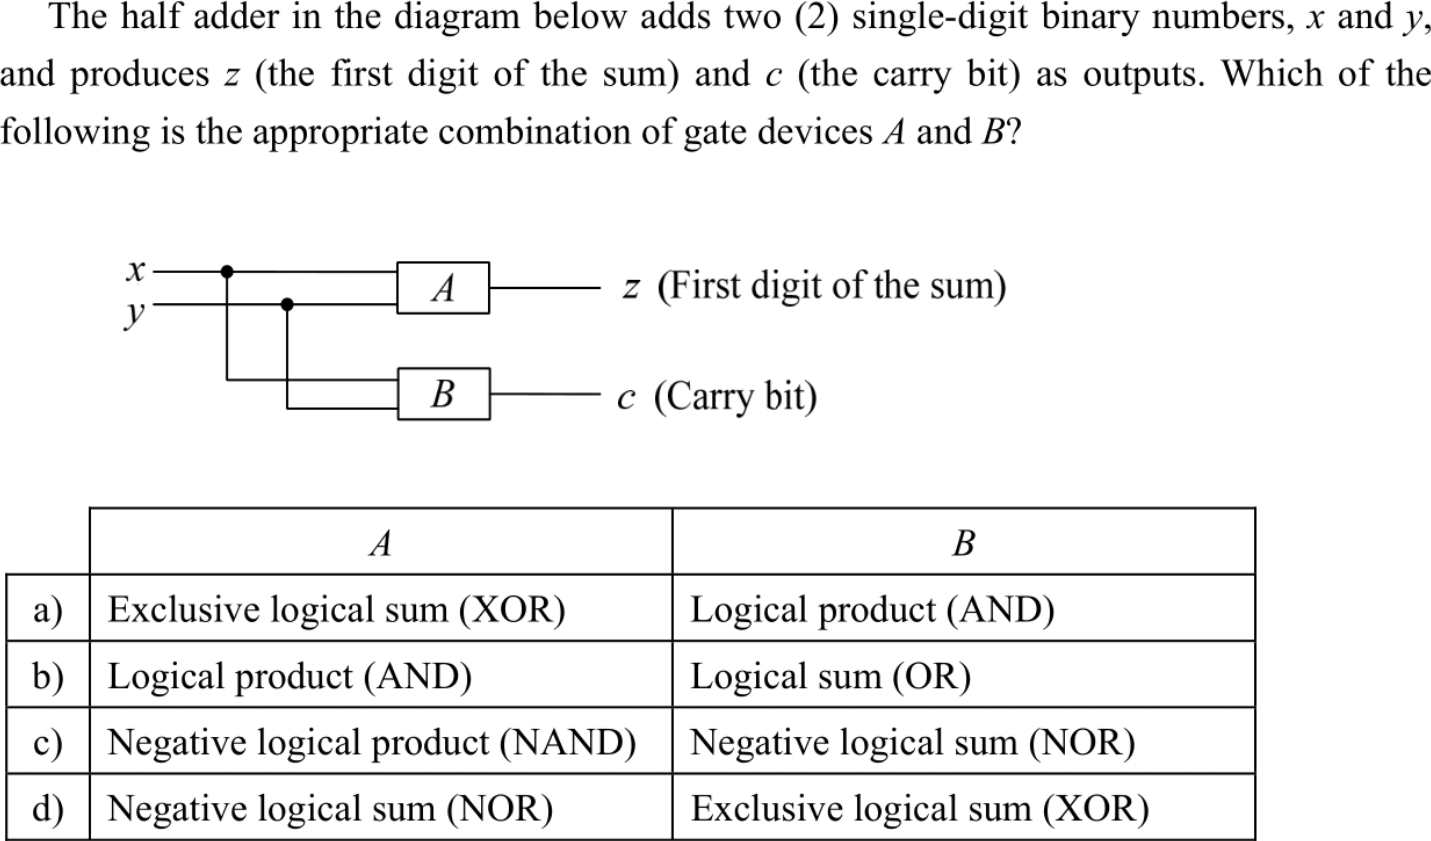 The half adder in the diagram below adds two (2) single-digit binary numbers, x and y,
and produces z (the first digit of the sum) and c (the carry bit) as outputs. Which of the
following is the appropriate combination of gate devices A and B?
x
y
A
z (First digit of the sum)
B
c (Carry bit)
A B
a) Exclusive logical sum (XOR) Logical product (AND)
b) Logical product (AND) Logical sum (OR)
c) Negative logical product (NAND) Negative logical sum (NOR)
d) Negative logical sum (NOR) Exclusive logical sum (XOR)